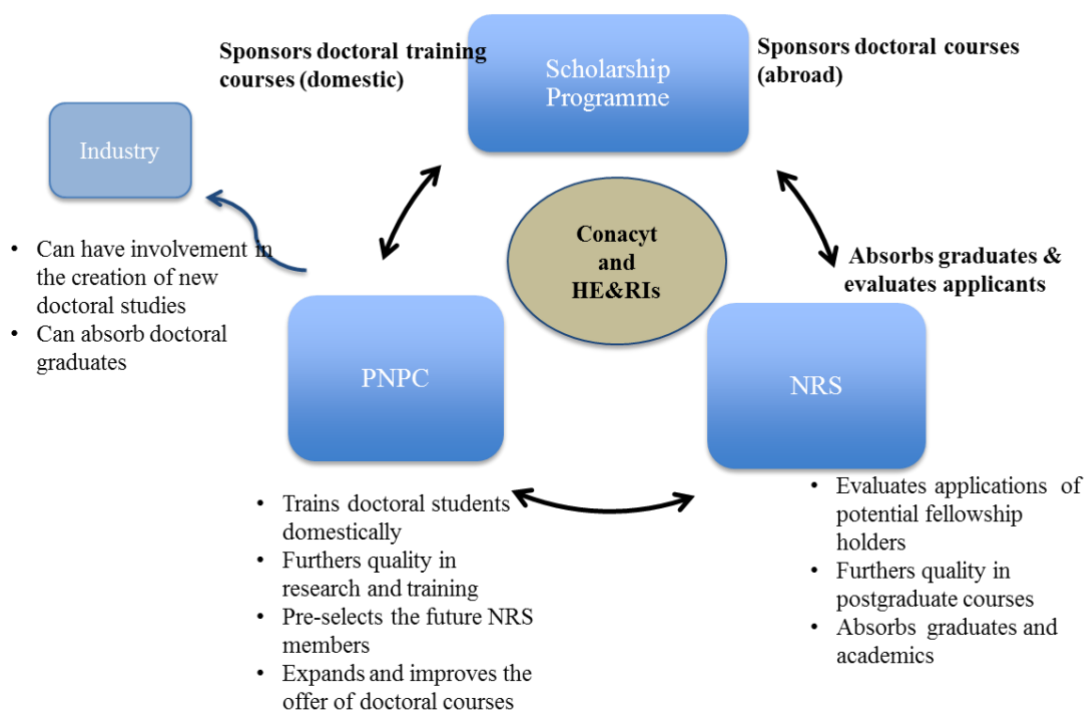 Sponsors doctoral training
courses (domestic)
Scholarship
Programme
Sponsors doctoral courses
(abroad)
Industry
• Can have involvement in
the creation of new
doctoral studies
• Can absorb doctoral
graduates
Conacyt
and
HE&RIs
Absorbs graduates &
evaluates applicants
PNPC
NRS
• Trains doctoral students
domestically
• Furthers quality in
research and training
• Pre-selects the future NRS
members
• Expands and improves the
offer of doctoral courses
• Evaluates applications of
potential fellowship
holders
• Furthers quality in
postgraduate courses
• Absorbs graduates and
academics